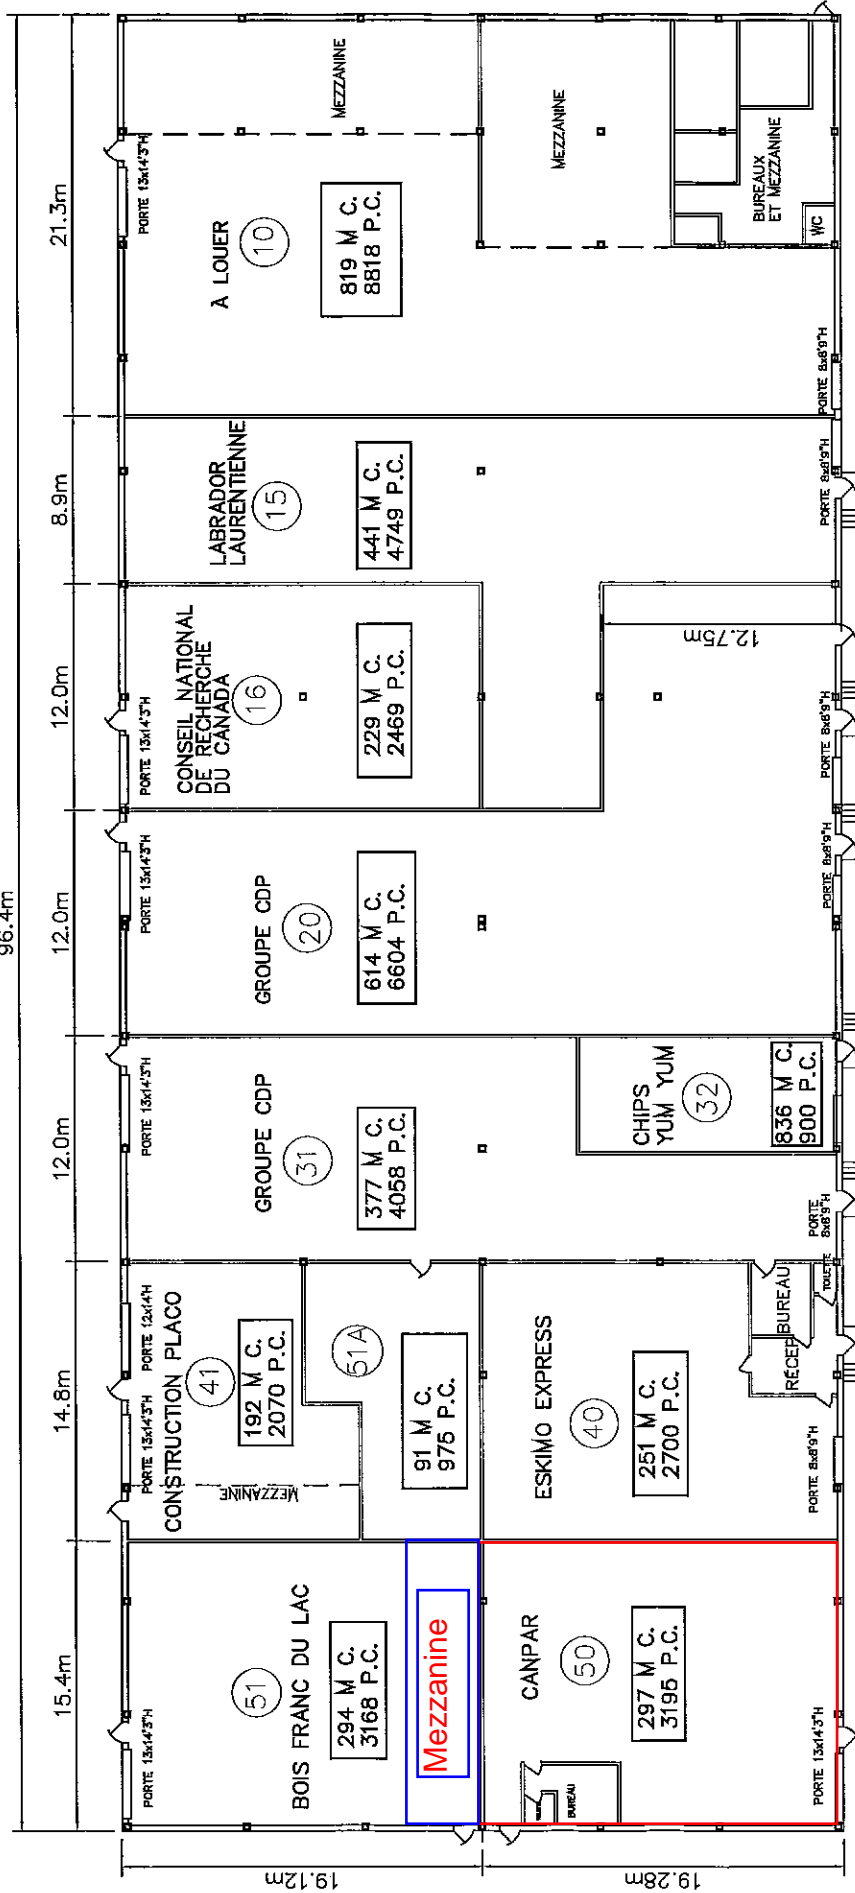 96.4m
15.4m
14.8m
12.0m
12.0m
12.0m
8.9m
21.3m
19.12m
19.28m
PORTE 13x14'3"H
51
BOIS FRANC DU LAC
294 M C.
3168 P.C.
Mezzanine
CANPAR
50
297 M C.
3195 P.C.
BUREAU
PORTE 13x14'3"H
PORTE 13x14'3"H
PORTE 12x14'H
CONSTRUCTION PLACO
41
192 M C.
2070 P.C.
MEZZANINE
51A
91 M C.
975 P.C.
ESKIMO EXPRESS
40
251 M C.
2700 P.C.
RÉCEP
BUREAU
TOILETTE
PORTE 8x8'9"H
PORTE 13x14'3"H
GROUPE CDP
31
377 M C.
4058 P.C.
CHIPS
YUM YUM
32
836 M C.
900 P.C.
PORTE
8x8'9"H
PORTE 13x14'3"H
GROUPE CDP
20
614 M C.
6604 P.C.
PORTE 8x8'9"H
PORTE 13x14'3"H
CONSEIL NATIONAL
DE RECHERCHE
DU CANADA
16
229 M C.
2469 P.C.
12.75m
PORTE 8x8'9"H
LABRADOR
LAURENTIENNE
15
441 M C.
4749 P.C.
PORTE 8x8'9"H
PORTE 13x14'3"H
A LOUER
10
819 M C.
8818 P.C.
MEZZANINE
MEZZANINE
BUREAUX
ET MEZZANINE
WC
PORTE 8x8'9"H